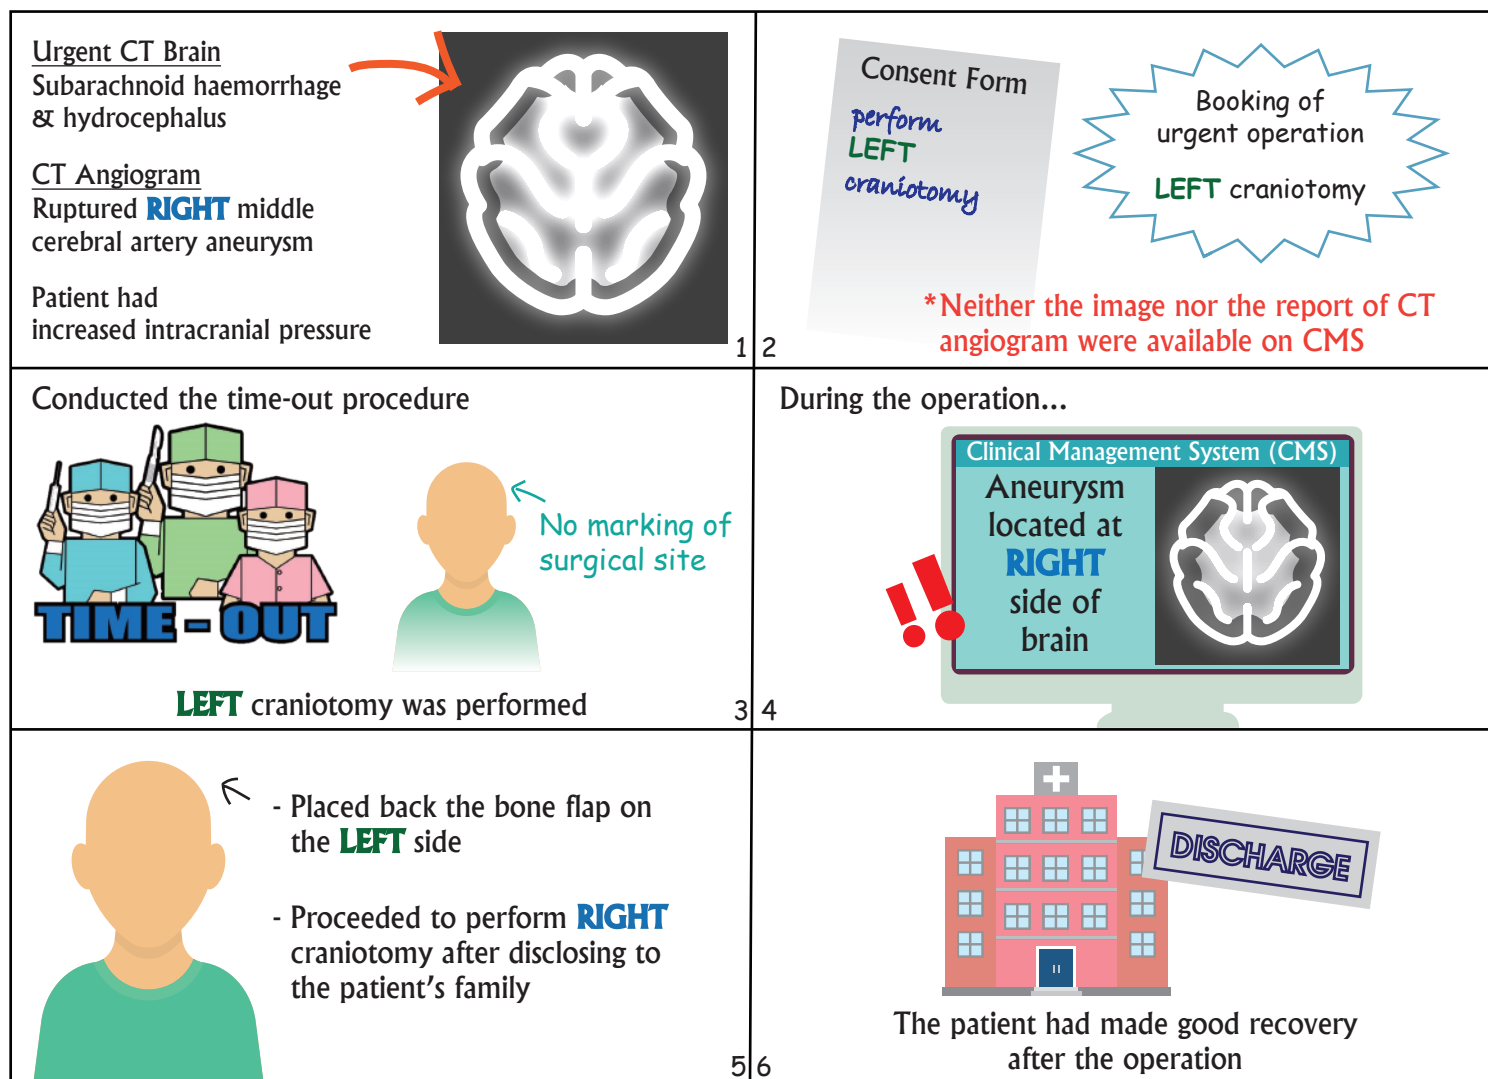 Urgent CT Brain
Subarachnoid haemorrhage
& hydrocephalus
CT Angiogram
Ruptured RIGHT middle
cerebral artery aneurysm
Patient had
increased intracranial pressure
1
Consent Form
perform
LEFT
craniotomy
Booking of
urgent operation
LEFT craniotomy
*Neither the image nor the report of CT
angiogram were available on CMS
2
Conducted the time-out procedure
TIME - OUT
No marking of
surgical site
LEFT craniotomy was performed
3
During the operation...
Clinical Management System (CMS)
Aneurysm
located at
RIGHT
side of
brain
!!
4
- Placed back the bone flap on
the LEFT side
- Proceeded to perform RIGHT
craniotomy after disclosing to
the patient's family
5
DISCHARGE
The patient had made good recovery
after the operation
6